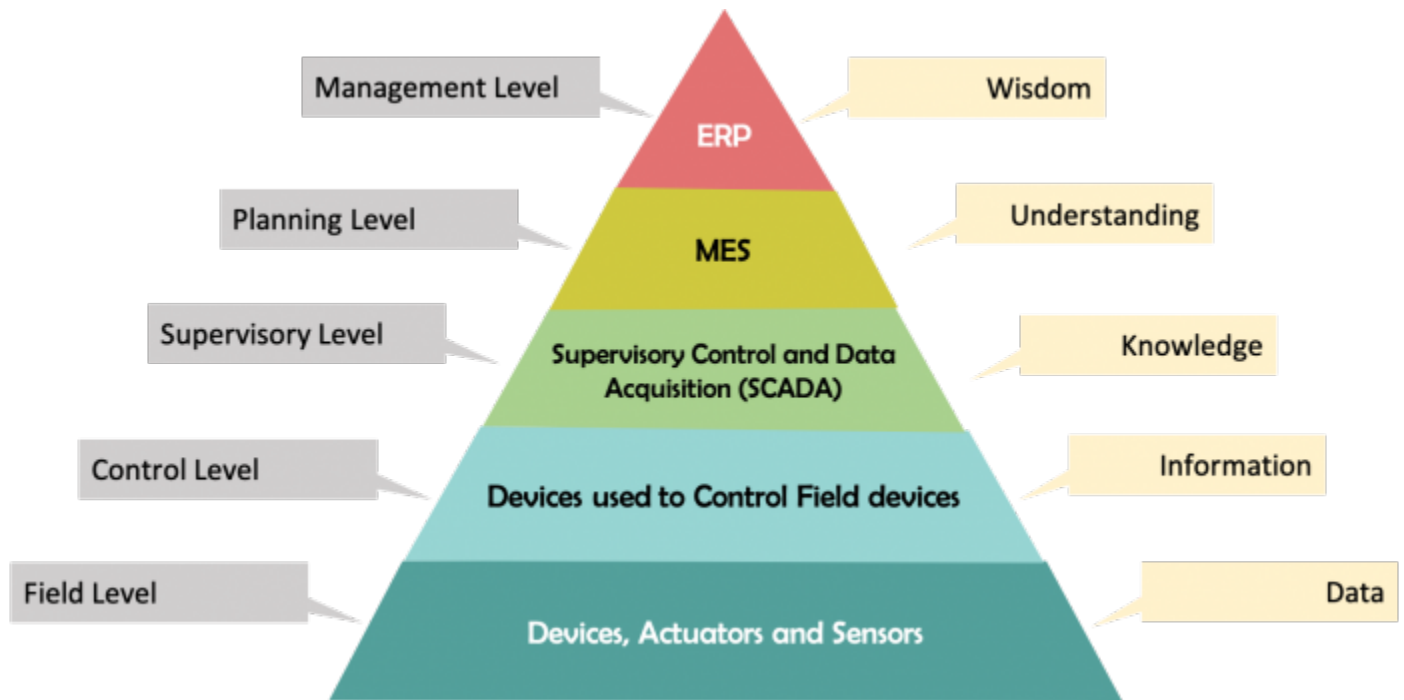 Management Level
Wisdom
ERP
Planning Level
Understanding
MES
Supervisory Level
Knowledge
Supervisory Control and Data
Acquisition (SCADA)
Control Level
Information
Devices used to Control Field devices
Field Level
Data
Devices, Actuators and Sensors